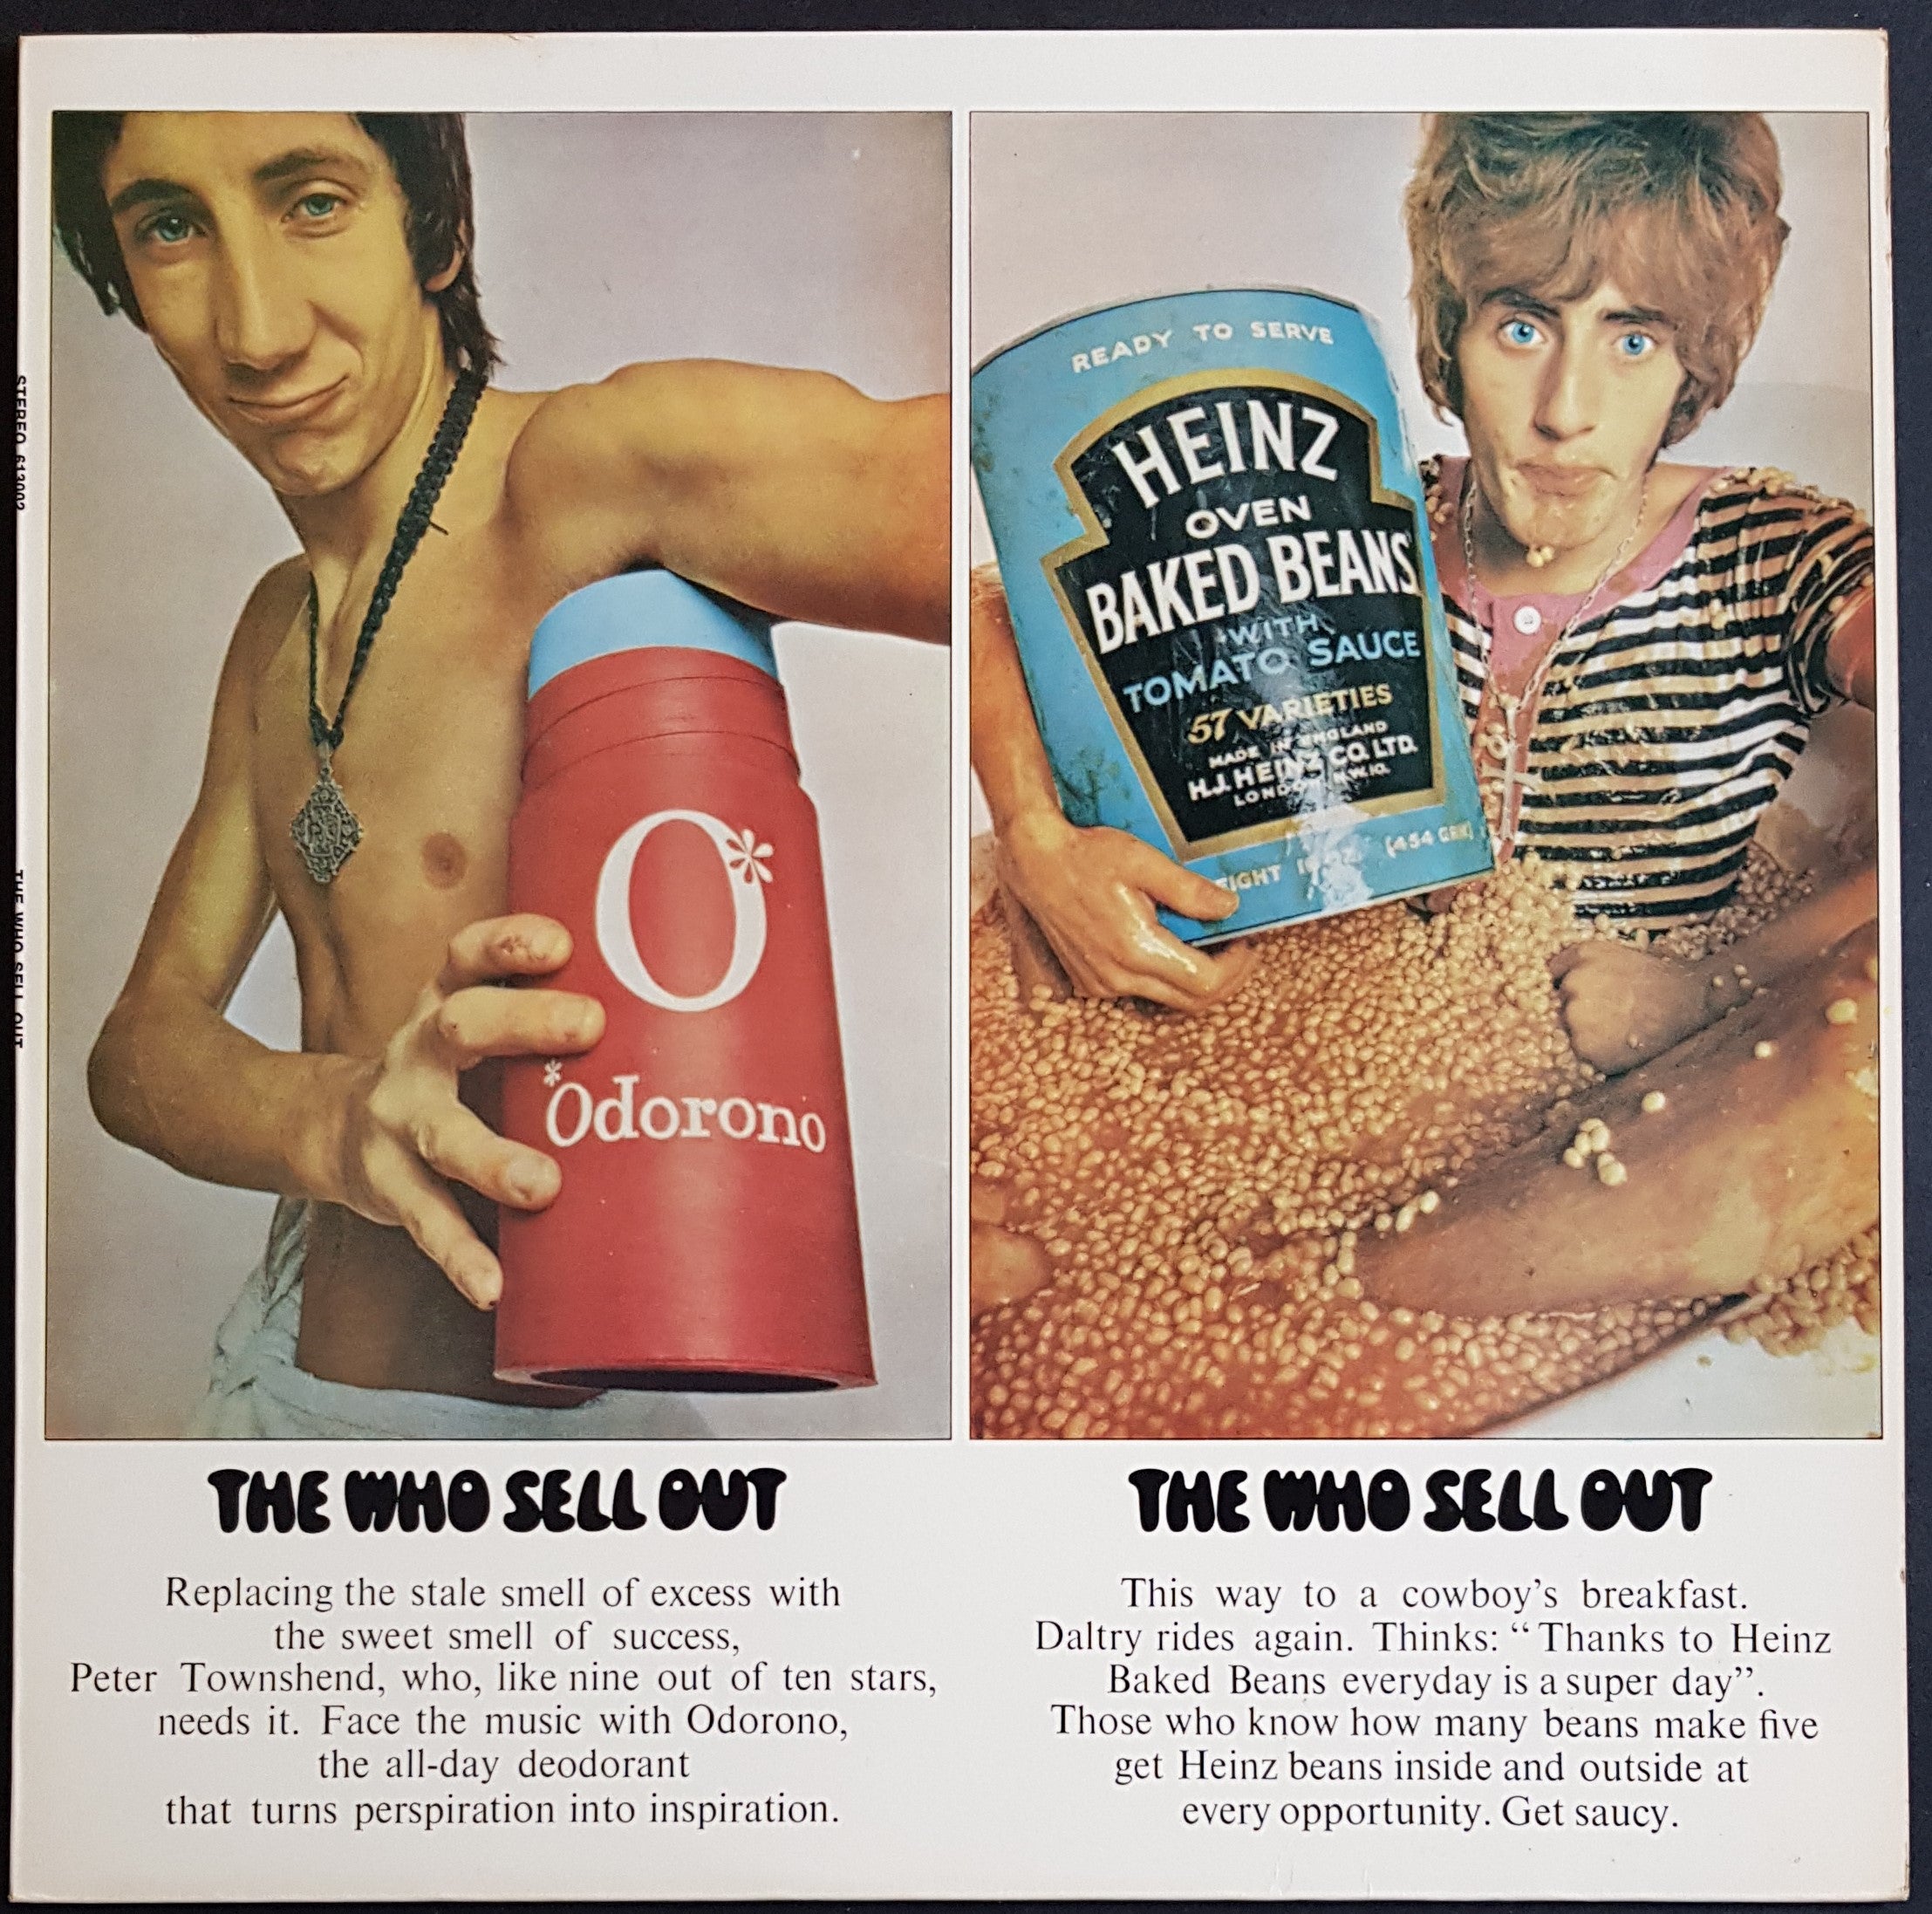 STEREO 613002
THE WHO SELL OUT
O*
*Odorono
READY TO SERVE
HEINZ
OVEN
BAKED BEANS
WITH
TOMATO SAUCE
57 VARIETIES
MADE IN ENGLAND
H.J. HEINZ CO. LTD.
LONDON N.W.10.
(454 GRM)
THE WHO SELL OUT
Replacing the stale smell of excess with
the sweet smell of success,
Peter Townshend, who, like nine out of ten stars,
needs it. Face the music with Odorono,
the all-day deodorant
that turns perspiration into inspiration.
THE WHO SELL OUT
This way to a cowboy's breakfast.
Daltry rides again. Thinks: “Thanks to Heinz
Baked Beans everyday is a super day”.
Those who know how many beans make five
get Heinz beans inside and outside at
every opportunity. Get saucy.